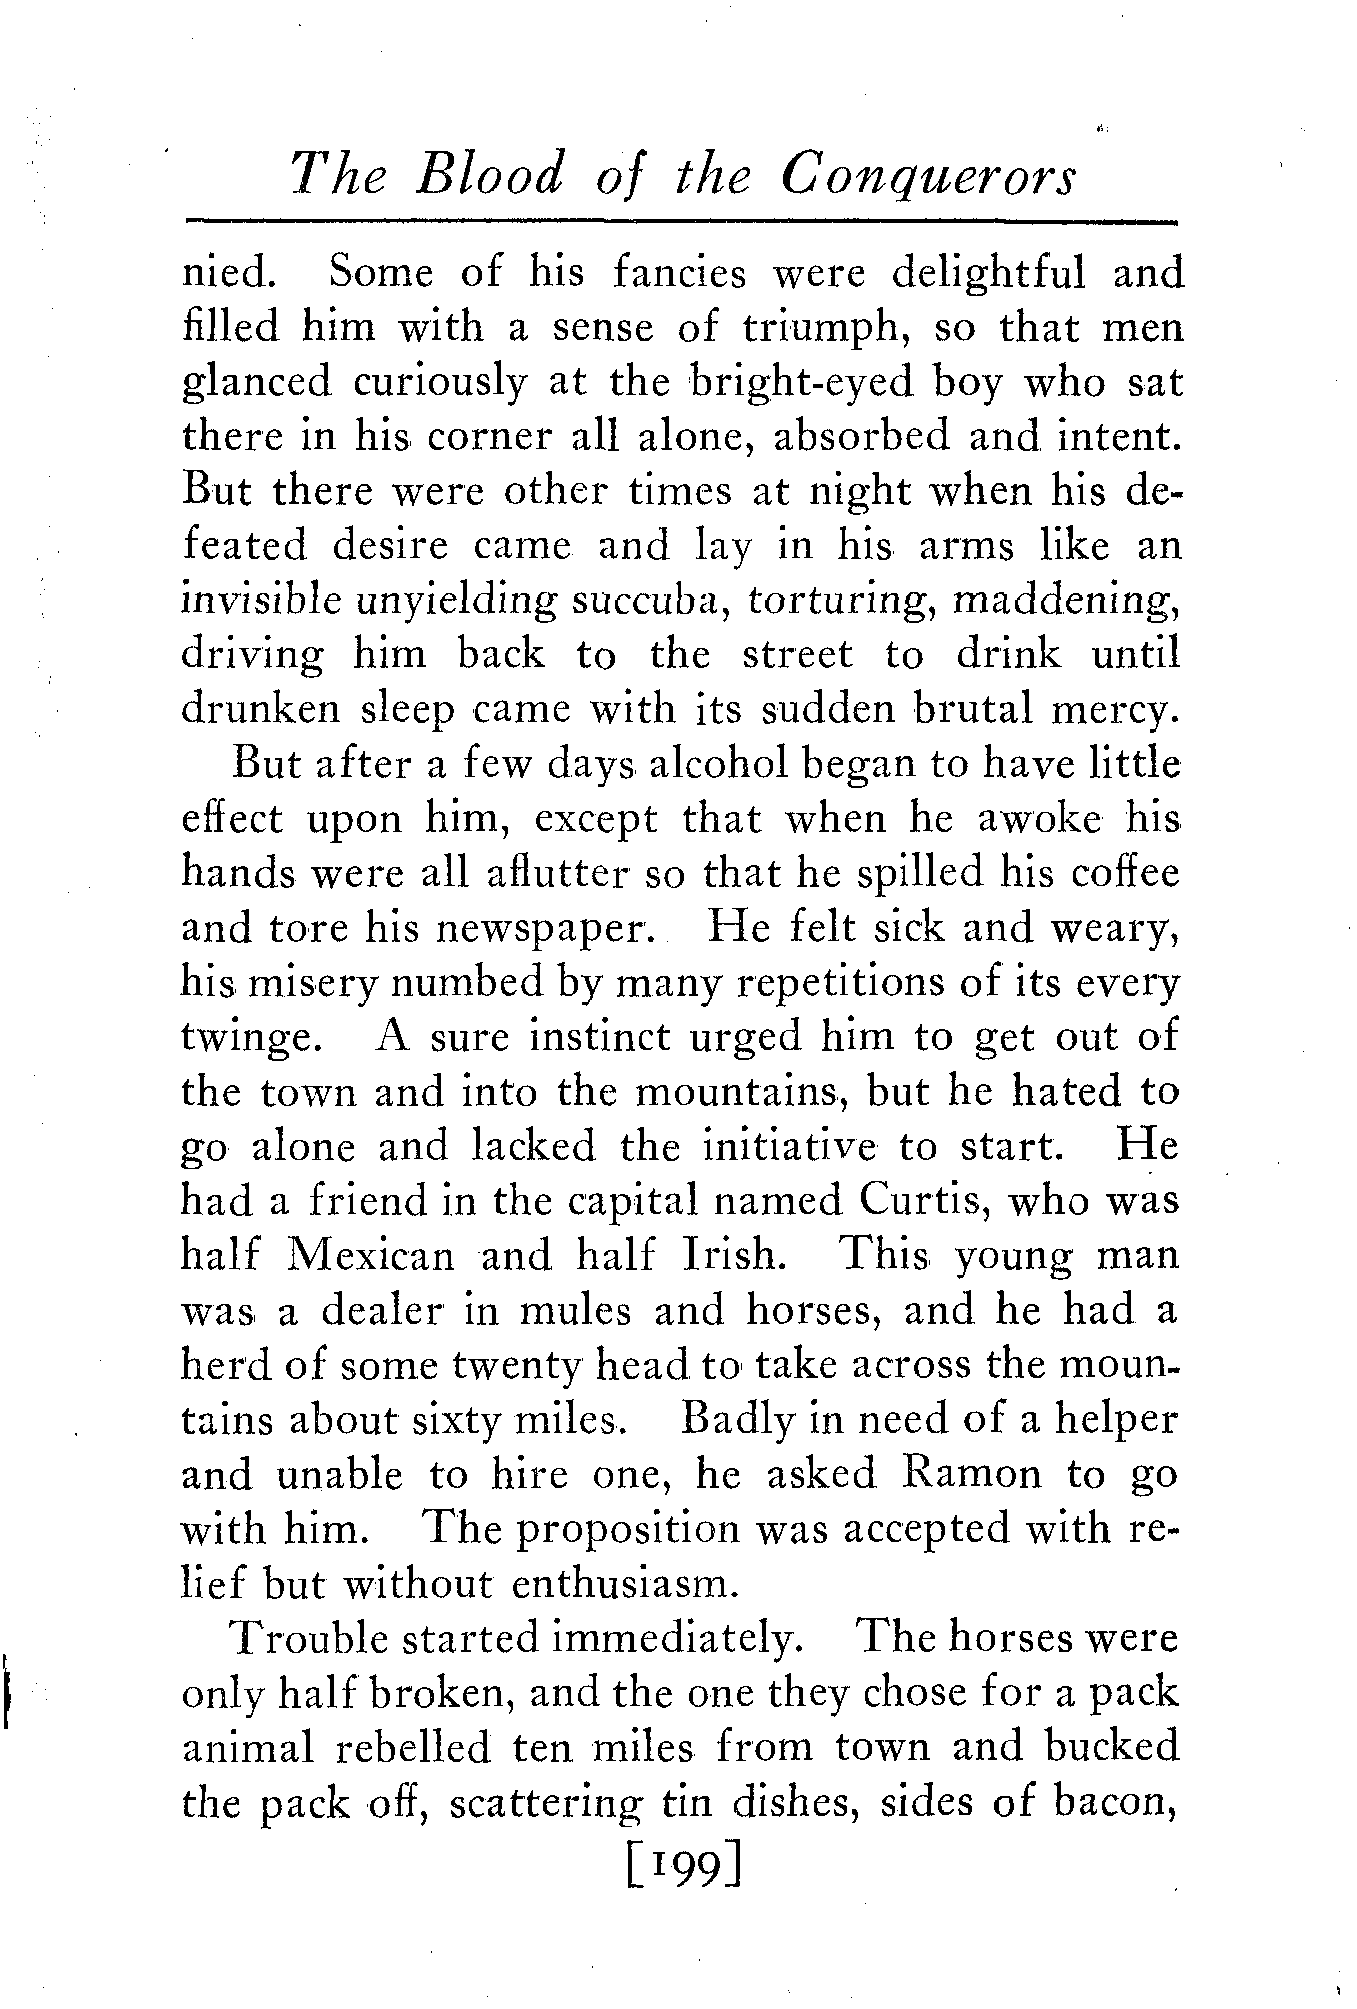 The Blood of the Conquerors
nied. Some of his fancies were delightful and
filled him with a sense of triumph, so that men
glanced curiously at the bright-eyed boy who sat
there in his corner all alone, absorbed and intent.
But there were other times at night when his de-
feated desire came and lay in his arms like an
invisible unyielding succuba, torturing, maddening,
driving him back to the street to drink until
drunken sleep came with its sudden brutal mercy.
But after a few days alcohol began to have little
effect upon him, except that when he awoke his
hands were all aflutter so that he spilled his coffee
and tore his newspaper. He felt sick and weary,
his misery numbed by many repetitions of its every
twinge. A sure instinct urged him to get out of
the town and into the mountains, but he hated to
go alone and lacked the initiative to start. He
had a friend in the capital named Curtis, who was
half Mexican and half Irish. This young man
was a dealer in mules and horses, and he had a
herd of some twenty head to take across the moun-
tains about sixty miles. Badly in need of a helper
and unable to hire one, he asked Ramon to go
with him. The proposition was accepted with re-
lief but without enthusiasm.
Trouble started immediately. The horses were
only half broken, and the one they chose for a pack
animal rebelled ten miles from town and bucked
the pack off, scattering tin dishes, sides of bacon,
[199]